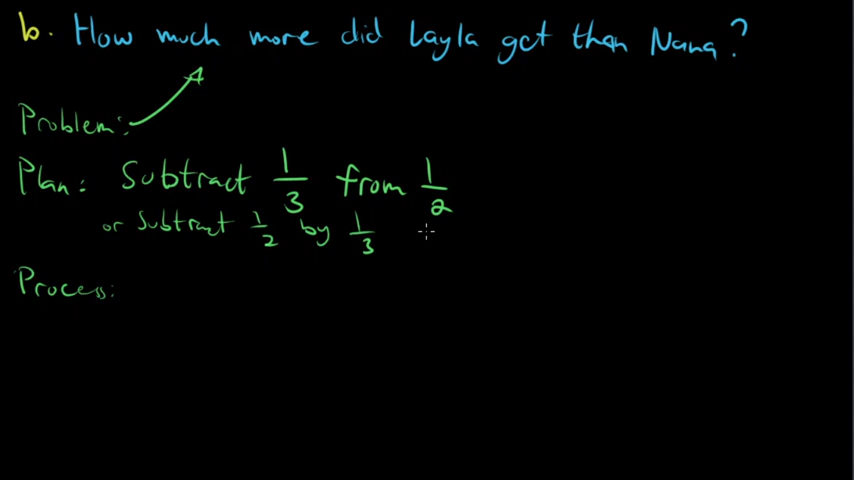 b. How much more did Layla get than Nana?
Problem:
Plan: Subtract 1/3 from 1/2
or Subtract 1/2 by 1/3
Process: